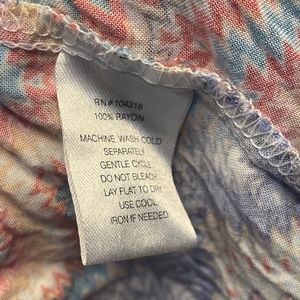 RN# 104318
100% RAYON
MACHINE WASH COLD
SEPARATELY
GENTLE CYCLE
DO NOT BLEACH
LAY FLAT TO DRY
USE COOL
IRON IF NEEDED